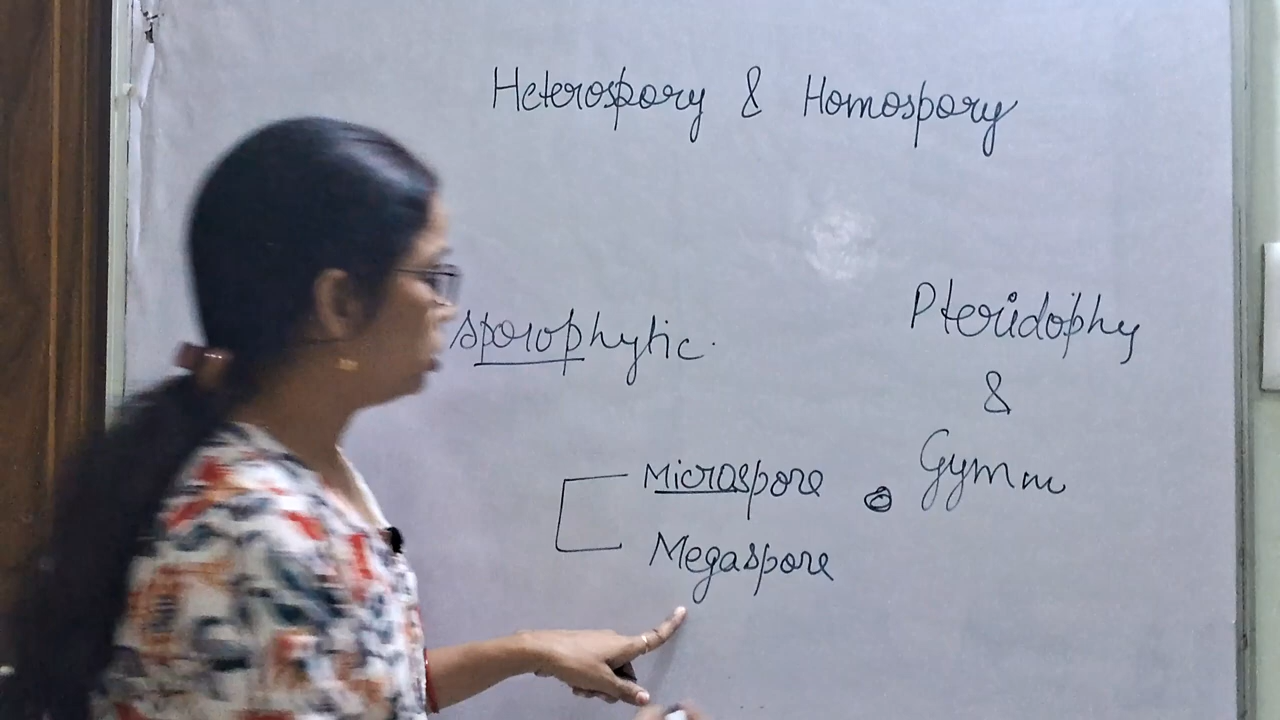 Heterospory & Homospory
sporophytic.
Pteridophy
&
Gymn
Microspore
Megaspore